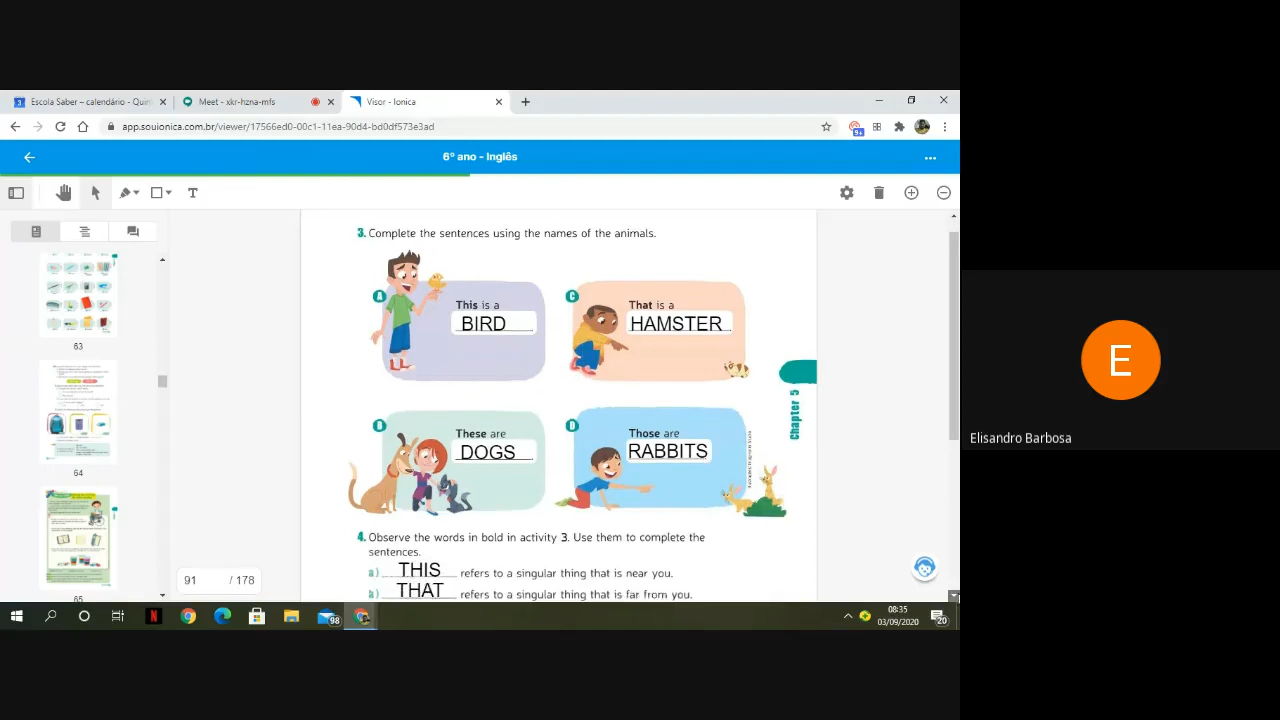 Escola Saber – calendário - Quin
Meet - xkr-hzna-mfs
Visor - Ionica
app.souionica.com.br/viewer/17566ed0-00c1-11ea-90d4-bd0df573e3ad
9+
6º ano - Inglês
T
63
64
65
91 / 178
3. Complete the sentences using the names of the animals.
A
This is a
BIRD
C
That is a
HAMSTER
B
These are
DOGS
D
Those are
RABBITS
Chapter 5
4. Observe the words in bold in activity 3. Use them to complete the
sentences.
a) THIS refers to a singular thing that is near you.
b) THAT refers to a singular thing that is far from you.
98
08:35
03/09/2020
20
E
Elisandro Barbosa